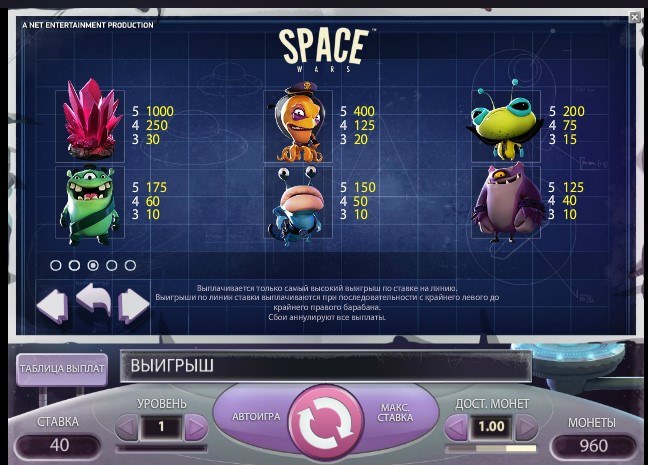 A NET ENTERTAINMENT PRODUCTION
SPACE
WARS
5 1000
4 250
3 30
5 400
4 125
3 20
5 200
4 75
3 15
5 175
4 60
3 10
5 150
4 50
3 10
5 125
4 40
3 10
Выплачивается только самый высокий выигрыш по ставке на линию.
Выигрыши по линии ставки выплачиваются при последовательности с крайнего левого до
крайнего правого барабана.
Сбои аннулируют все выплаты.
ТАБЛИЦА ВЫПЛАТ
ВЫИГРЫШ
СТАВКА
40
УРОВЕНЬ
1
АВТОИГРА
МАКС.
СТАВКА
ДОСТ. МОНЕТ
1.00
МОНЕТЫ
960